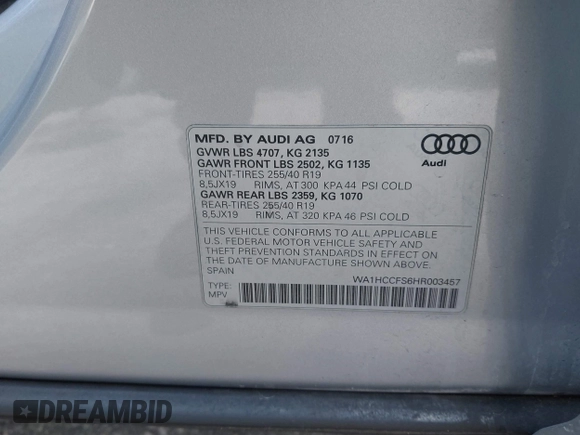 MFD. BY AUDI AG 07 16
GVWR LBS 4707, KG 2135
GAWR FRONT LBS 2502, KG 1135
FRONT-TIRES 255/40 R19
8,5JX19 RIMS, AT 300 KPA 44 PSI COLD
GAWR REAR LBS 2359, KG 1070
REAR-TIRES 255/40 R19
8,5JX19 RIMS, AT 320 KPA 46 PSI COLD
Audi
THIS VEHICLE CONFORMS TO ALL APPLICABLE
U.S. FEDERAL MOTOR VEHICLE SAFETY AND
THEFT PREVENTION STANDARDS IN EFFECT ON
THE DATE OF MANUFACTURE SHOWN ABOVE.
SPAIN
WA1HCCFS6HR003457
TYPE:
MPV
DREAMBID